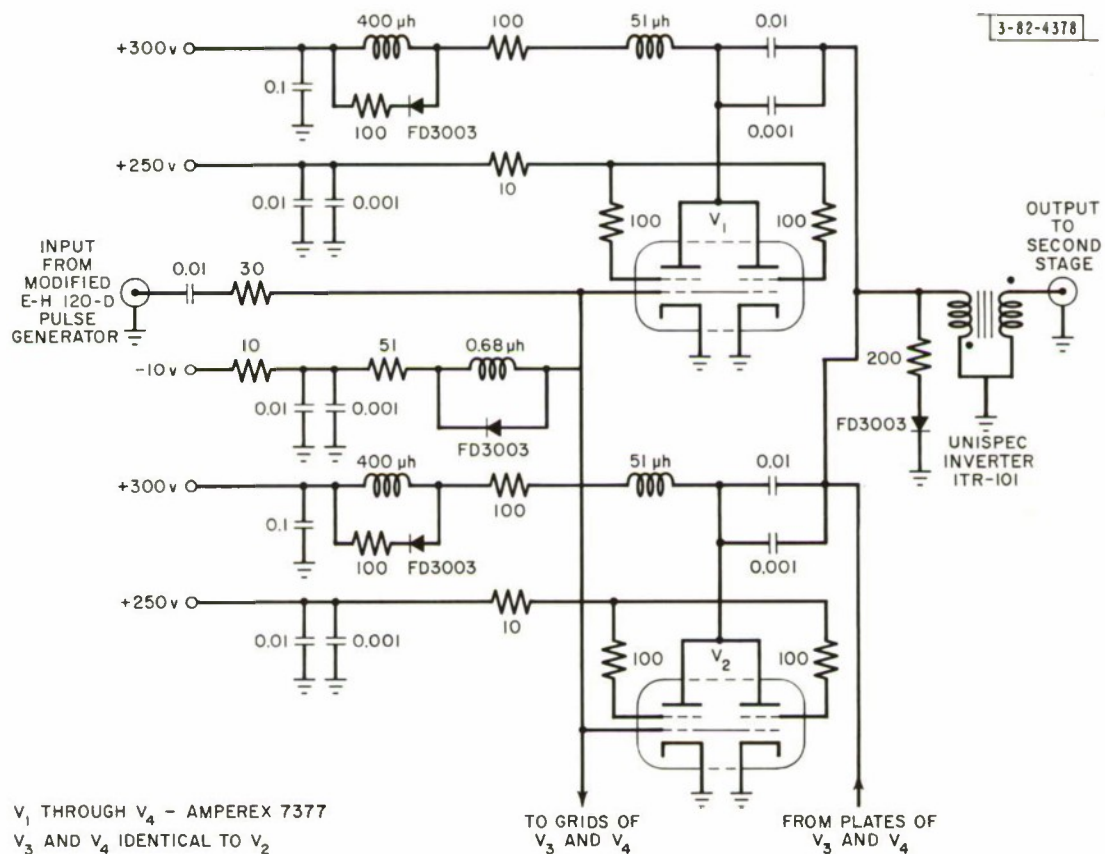 3-82-4378
400 μh
100
51 μh
0.01
+300 v
0.1
100
FD3003
0.001
+250 v
10
0.01
0.001
100
V1
100
OUTPUT
TO
SECOND
STAGE
INPUT
FROM
MODIFIED
E-H 120-D
PULSE
GENERATOR
0.01
30
-10 v
10
51
0.68 μh
0.01
0.001
FD3003
200
FD3003
UNISPEC
INVERTER
ITR-101
+300 v
400 μh
100
51 μh
0.01
0.1
100
FD3003
0.001
+250 v
10
0.01
0.001
100
V2
100
V1 THROUGH V4 - AMPEREX 7377
V3 AND V4 IDENTICAL TO V2
TO GRIDS OF
V3 AND V4
FROM PLATES OF
V3 AND V4